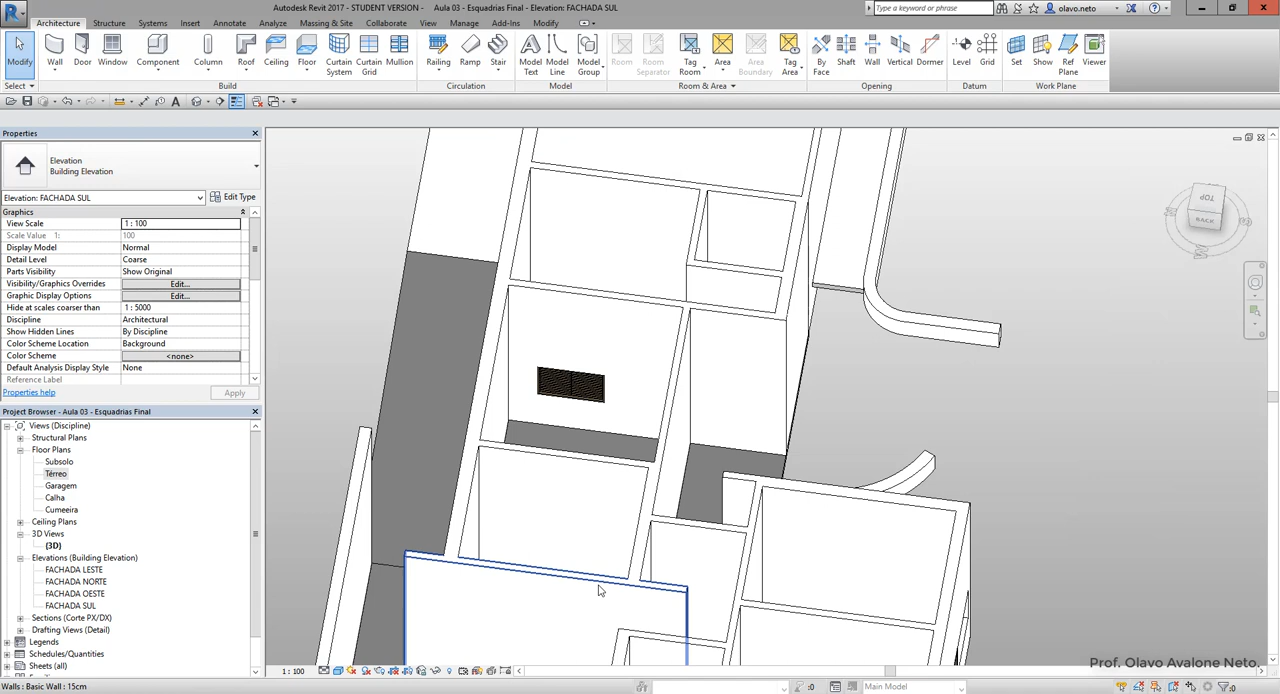 Autodesk Revit 2017 - STUDENT VERSION - Aula 03 - Esquadrias Final - Elevation: FACHADA SUL
Type a keyword or phrase
olavo.neto
Architecture Structure Systems Insert Annotate Analyze Massing & Site Collaborate View Manage Add-Ins Modify
Modify Wall Door Window Component Column Roof Ceiling Floor Curtain System Curtain Grid Mullion Railing Ramp Stair Model Text Model Line Model Group Room Room Separator Tag Room Area Area Boundary Tag Area By Face Shaft Wall Vertical Dormer Level Grid Set Show Ref Plane Viewer
Select Build Circulation Model Room & Area Opening Datum Work Plane
Properties
Elevation
Building Elevation
Elevation: FACHADA SUL Edit Type
Graphics
View Scale 1 : 100
Scale Value 1: 100
Display Model Normal
Detail Level Coarse
Parts Visibility Show Original
Visibility/Graphics Overrides Edit...
Graphic Display Options Edit...
Hide at scales coarser than 1 : 5000
Discipline Architectural
Show Hidden Lines By Discipline
Color Scheme Location Background
Color Scheme <none>
Default Analysis Display Style None
Reference Label
Properties help Apply
Project Browser - Aula 03 - Esquadrias Final
Views (Discipline)
Structural Plans
Floor Plans
Subsolo
Térreo
Garagem
Calha
Cumeeira
Ceiling Plans
3D Views
{3D}
Elevations (Building Elevation)
FACHADA LESTE
FACHADA NORTE
FACHADA OESTE
FACHADA SUL
Sections (Corte PX/DX)
Drafting Views (Detail)
Legends
Schedules/Quantities
Sheets (all)
TOP
BACK
1 : 100
Prof. Olavo Avalone Neto.
Walls : Basic Wall : 15cm
:0
Main Model
:0